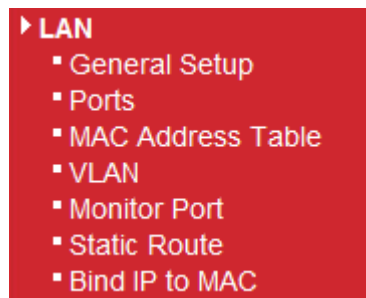 LAN
General Setup
Ports
MAC Address Table
VLAN
Monitor Port
Static Route
Bind IP to MAC